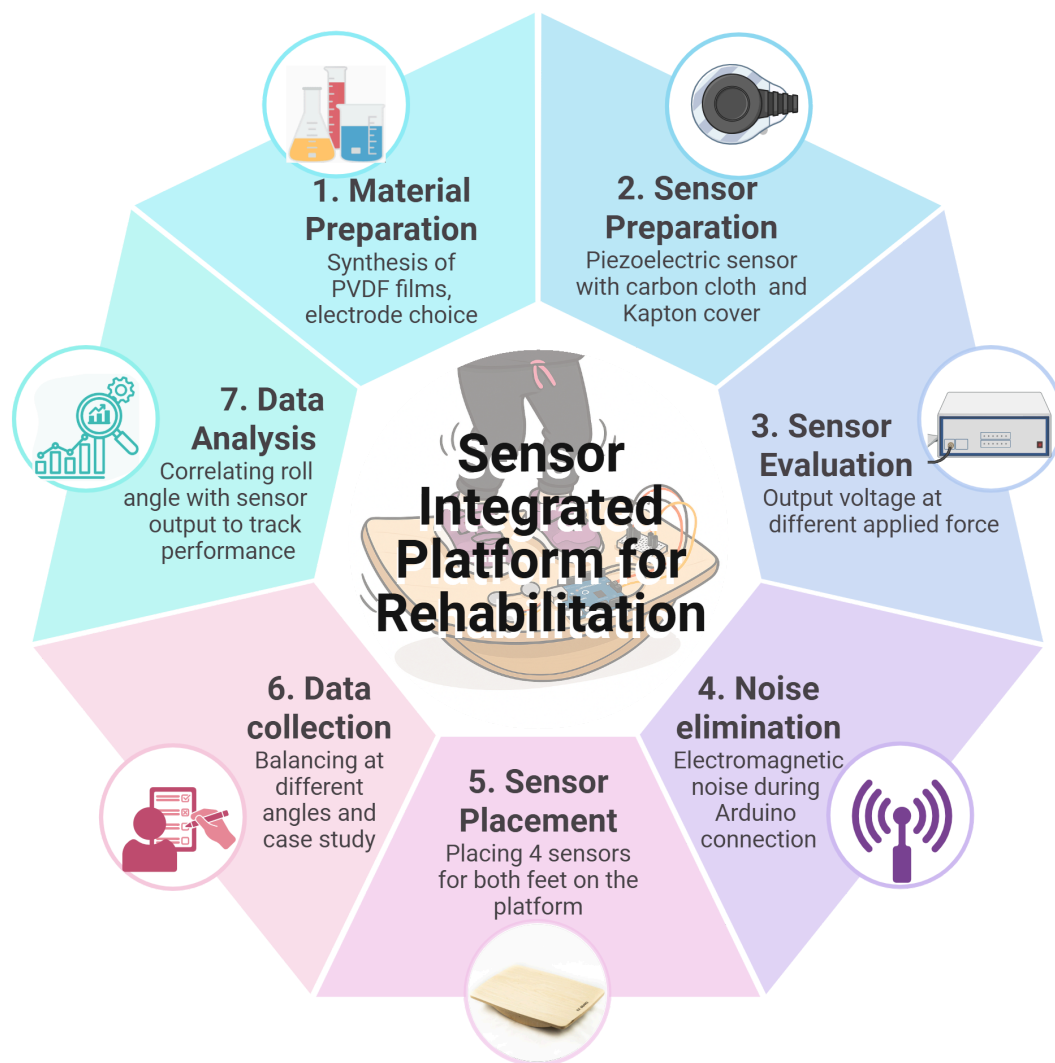 1. Material
Preparation
Synthesis of
PVDF films,
electrode choice
2. Sensor
Preparation
Piezoelectric sensor
with carbon cloth and
Kapton cover
3. Sensor
Evaluation
Output voltage at
different applied force
4. Noise
elimination
Electromagnetic
noise during
Arduino
connection
5. Sensor
Placement
Placing 4 sensors
for both feet on the
platform
6. Data
collection
Balancing at
different
angles and
case study
7. Data
Analysis
Correlating roll
angle with sensor
output to track
performance
Sensor
Integrated
Platform for
Rehabilitation